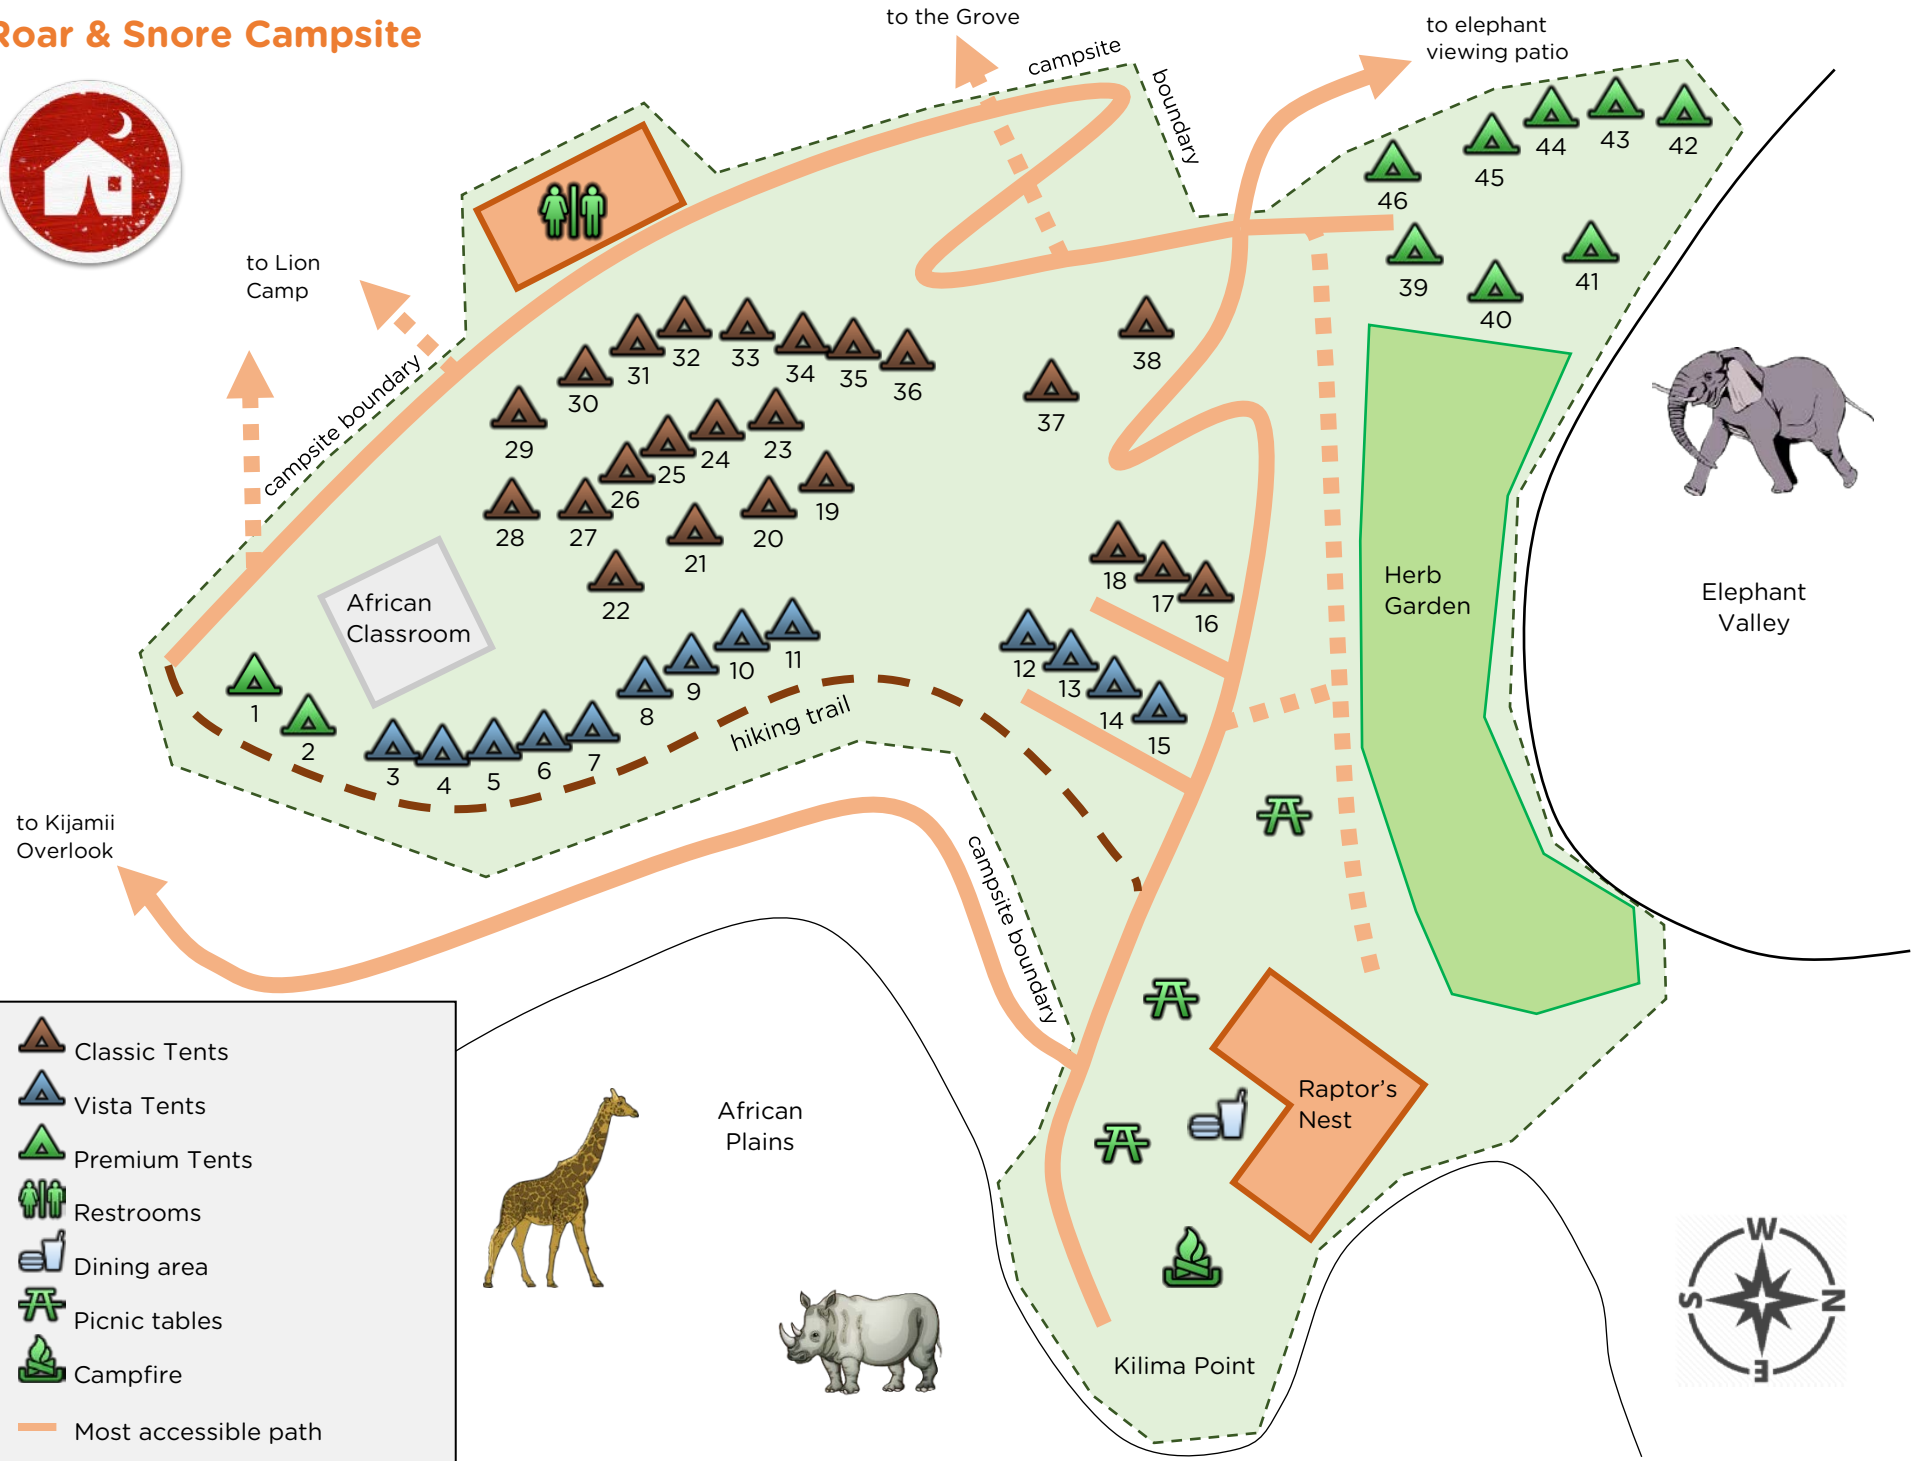 Roar & Snore Campsite
to the Grove
campsite
boundary
to elephant
viewing patio
44
43
42
45
46
to Lion
Camp
39
41
40
campsite boundary
31
32
33
34
35
36
38
30
37
29
25
24
23
26
28
27
20
19
21
22
18
17
16
African
Classroom
Herb
Garden
Elephant
Valley
1
2
3
4
5
6
7
8
9
10
11
12
13
14
15
hiking trail
to Kijamii
Overlook
campsite boundary
African
Plains
Raptor's
Nest
Kilima Point
W
S
N
E
Classic Tents
Vista Tents
Premium Tents
Restrooms
Dining area
Picnic tables
Campfire
Most accessible path